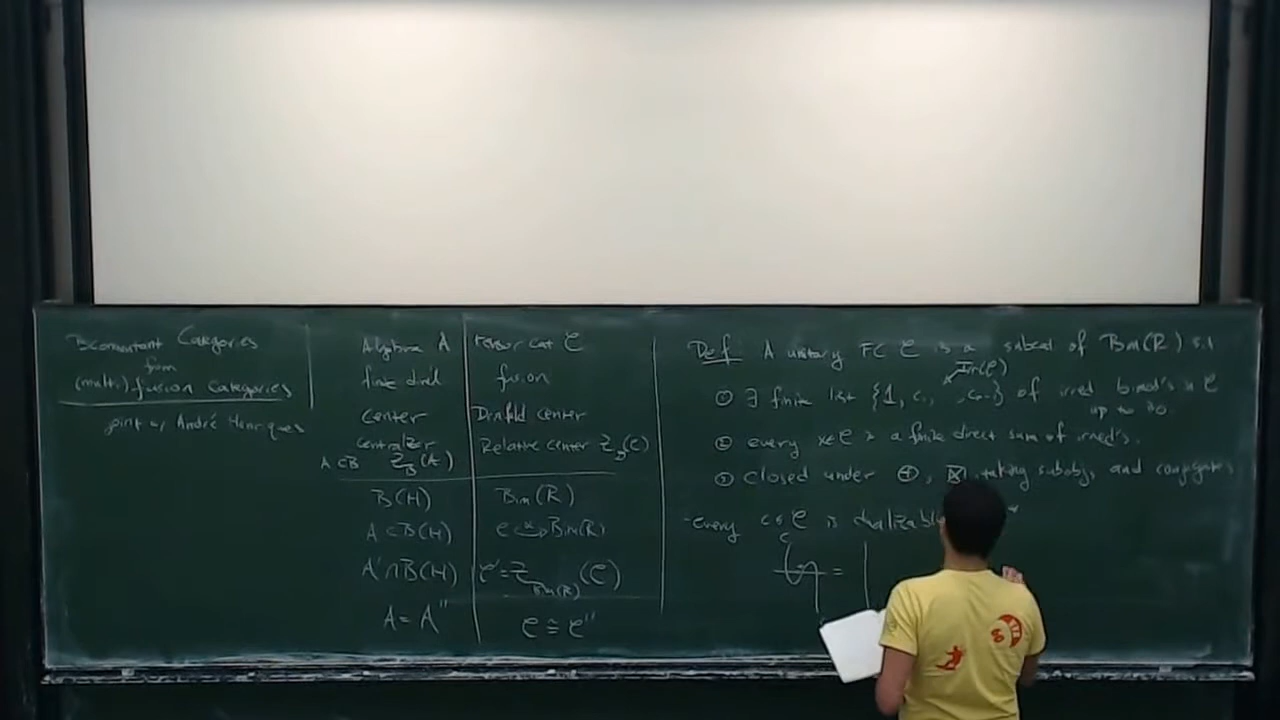 Bicommutant Categories
from
(multi)fusion categories
joint w/ André Henriques
Algebra A
finite dim'l
center
centralizer
A ⊂ B Z_B(A)
B(H)
A ⊂ B(H)
A' ∩ B(H)
A = A''
tensor cat C
fusion
Drinfeld center
Relative center Z_D(C)
Bim(R)
C → Bim(R)
C' = Z_{Bim(R)}(C)
C ≅ C''
Def A unitary FC C is a subcat of Bim(R) s.t
Irr(C)
① ∃ finite list {1, c₁, of irred bimod's in C
up to iso
② every x ∈ C is a finite direct sum of irred's.
③ closed under ⊕, ⊠, taking subobj, and conjugates
- every c ∈ C is dualizable
c
=